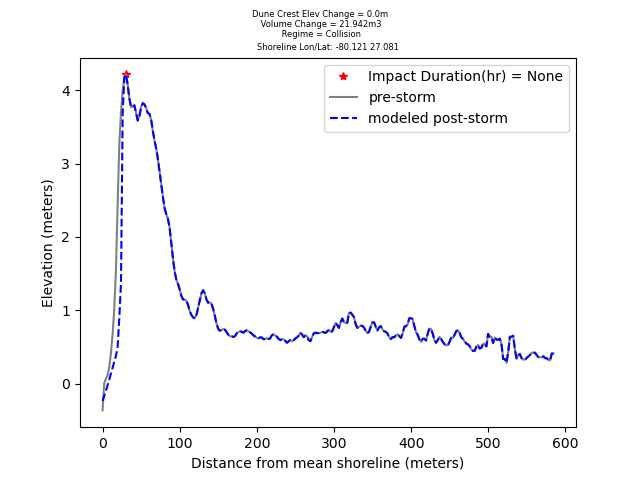 Dune Crest Elev Change = 0.0m
Volume Change = 21.942m3
Regime = Collision
Shoreline Lon/Lat: -80.121 27.081
Impact Duration(hr) = None
pre-storm
modeled post-storm
Elevation (meters)
4
3
2
1
0
0 100 200 300 400 500 600
Distance from mean shoreline (meters)